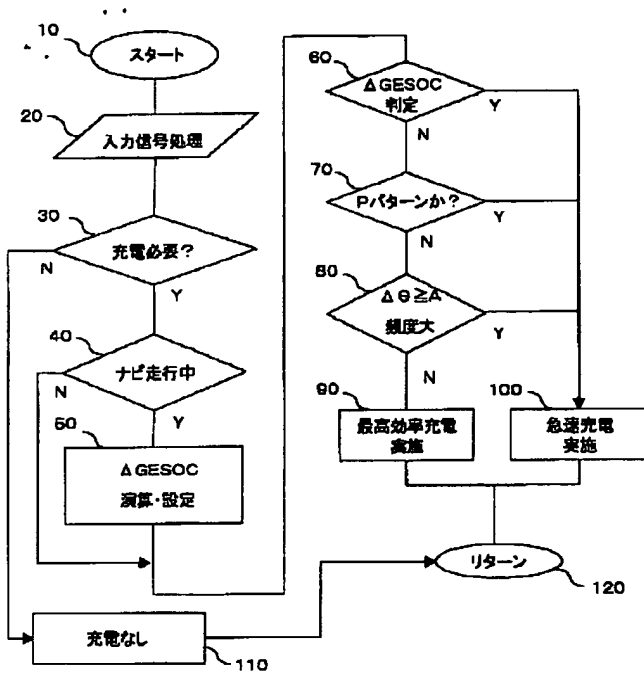 10
スタート
20
入力信号処理
30
充電必要?
N
Y
40
ナビ走行中
N
Y
50
ΔGESOC
演算・設定
60
ΔGESOC
判定
Y
N
70
Pパターンか?
Y
N
80
Δθ≧A
頻度大
Y
N
90
最高効率充電
実施
100
急速充電
実施
リターン
120
充電なし
110